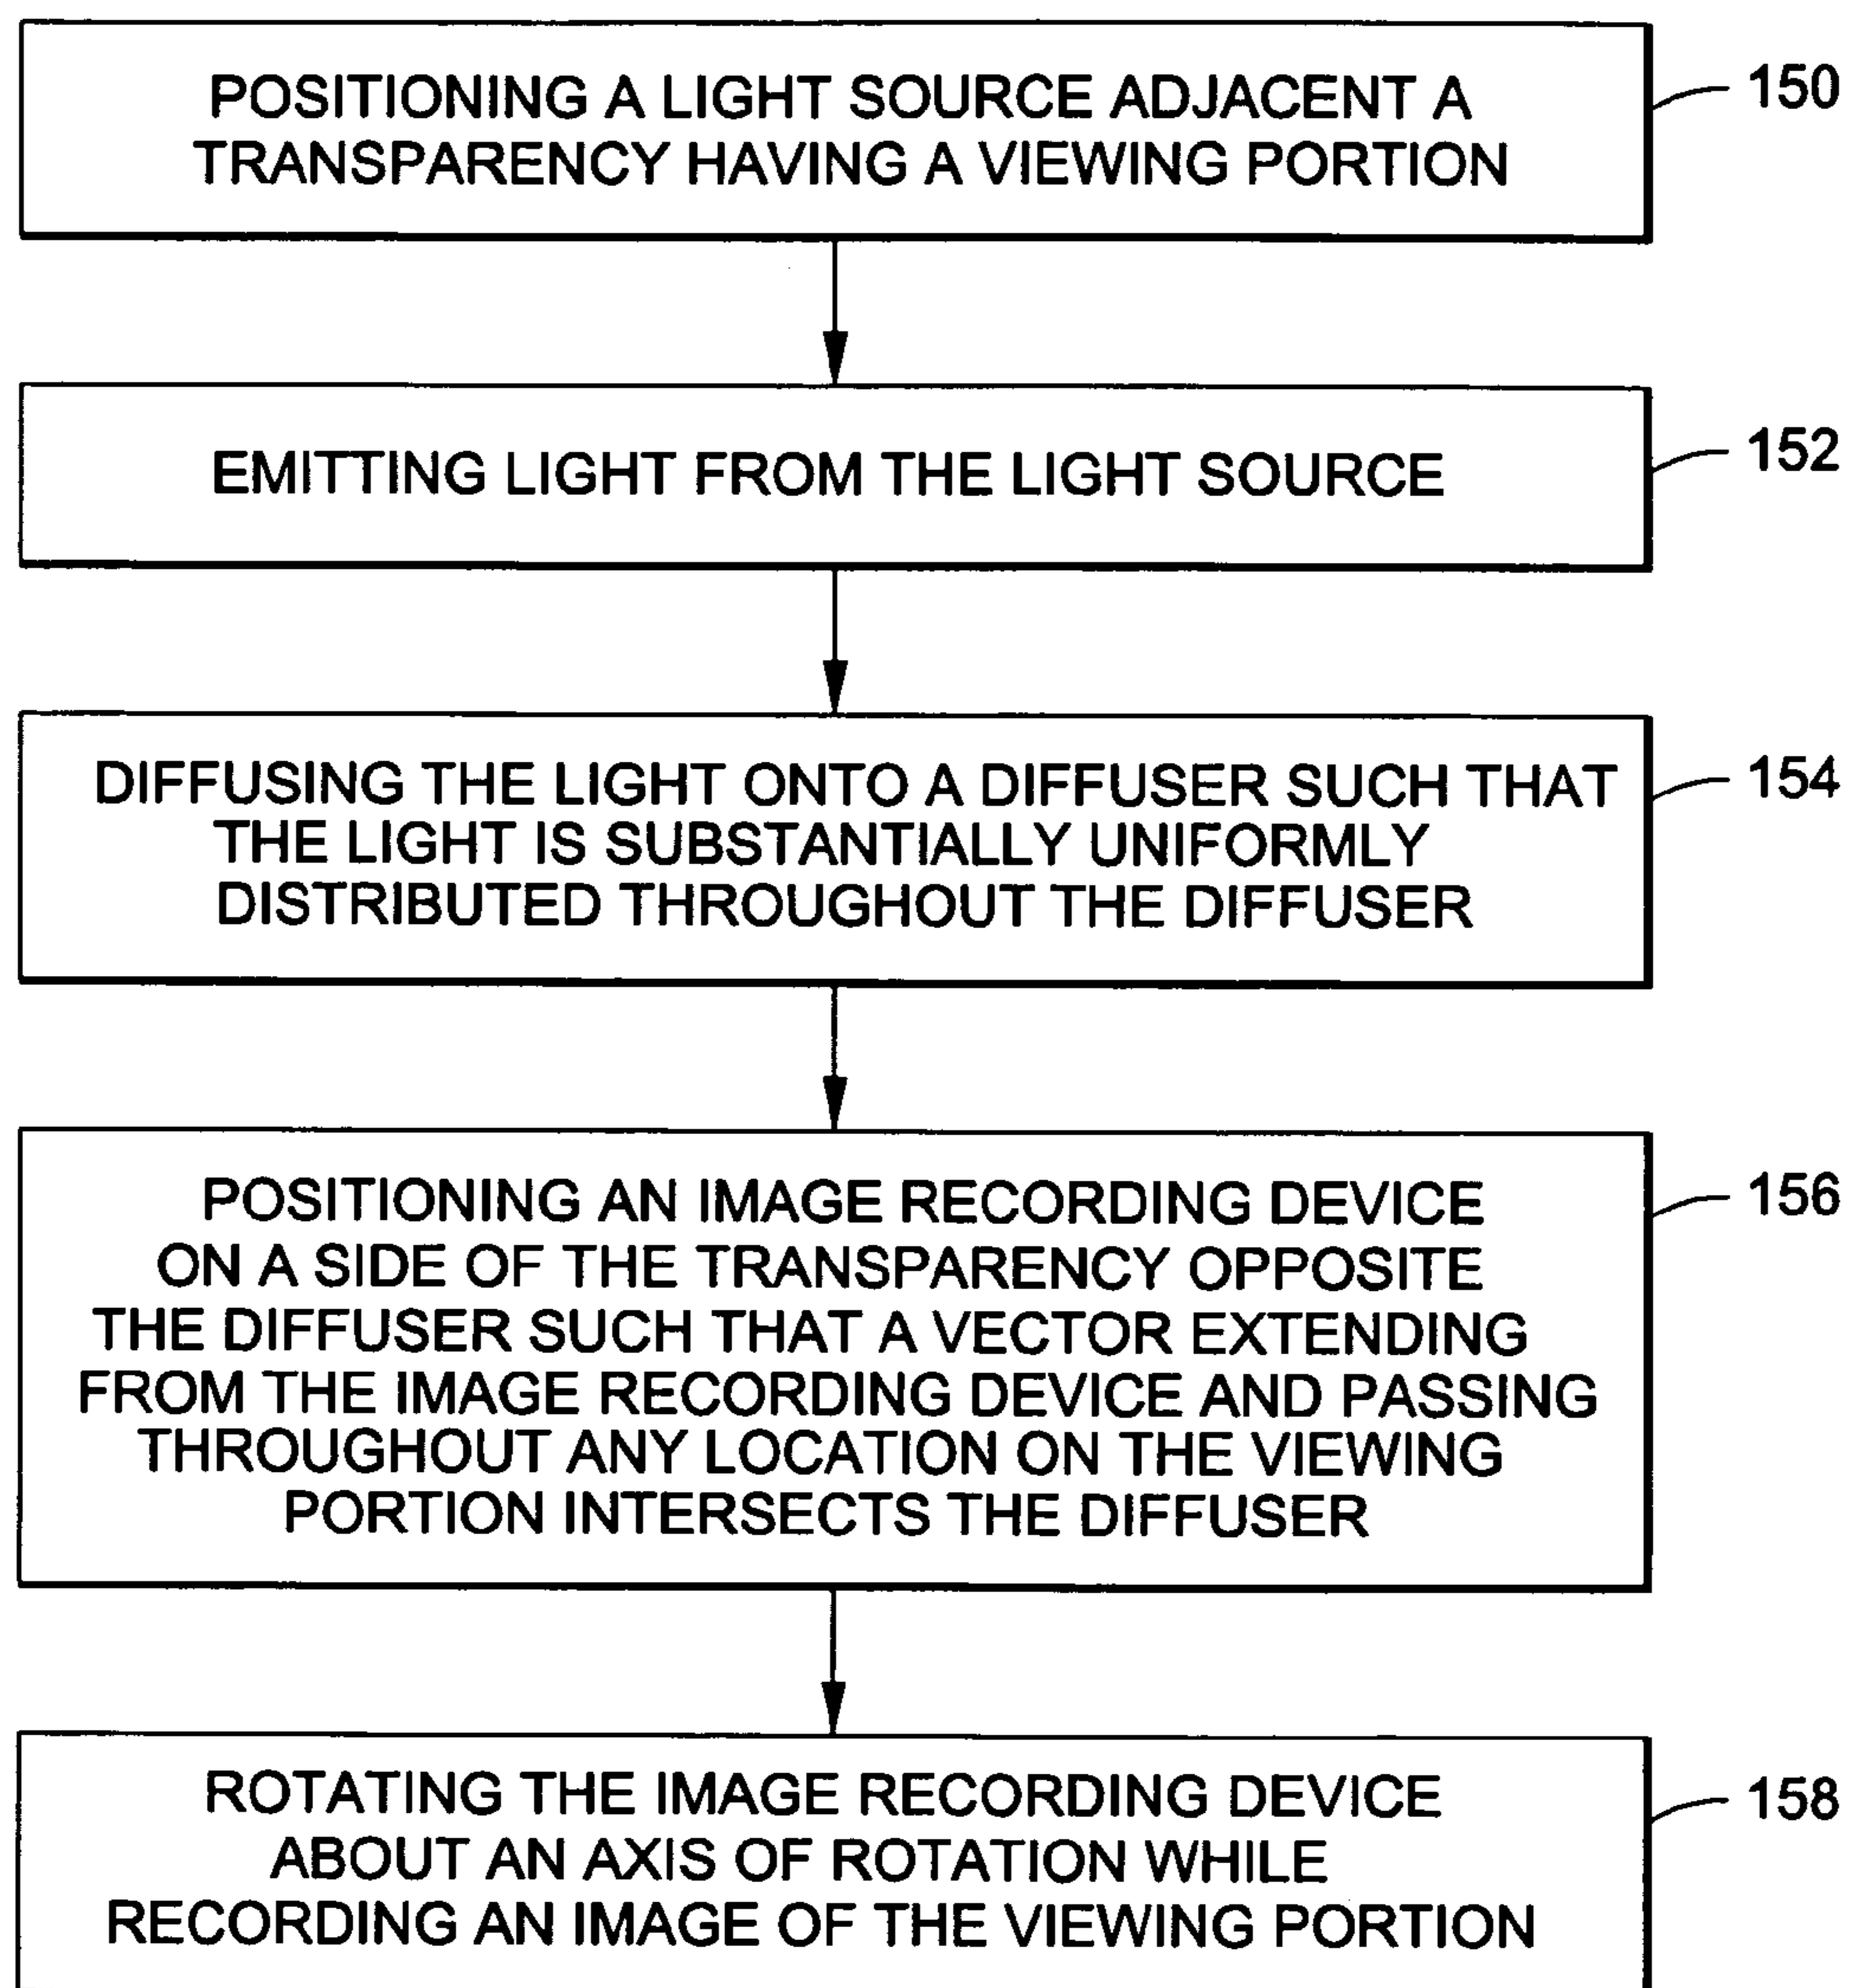 POSITIONING A LIGHT SOURCE ADJACENT A
TRANSPARENCY HAVING A VIEWING PORTION
150
EMITTING LIGHT FROM THE LIGHT SOURCE
152
DIFFUSING THE LIGHT ONTO A DIFFUSER SUCH THAT
THE LIGHT IS SUBSTANTIALLY UNIFORMLY
DISTRIBUTED THROUGHOUT THE DIFFUSER
154
POSITIONING AN IMAGE RECORDING DEVICE
ON A SIDE OF THE TRANSPARENCY OPPOSITE
THE DIFFUSER SUCH THAT A VECTOR EXTENDING
FROM THE IMAGE RECORDING DEVICE AND PASSING
THROUGHOUT ANY LOCATION ON THE VIEWING
PORTION INTERSECTS THE DIFFUSER
156
ROTATING THE IMAGE RECORDING DEVICE
ABOUT AN AXIS OF ROTATION WHILE
RECORDING AN IMAGE OF THE VIEWING PORTION
158